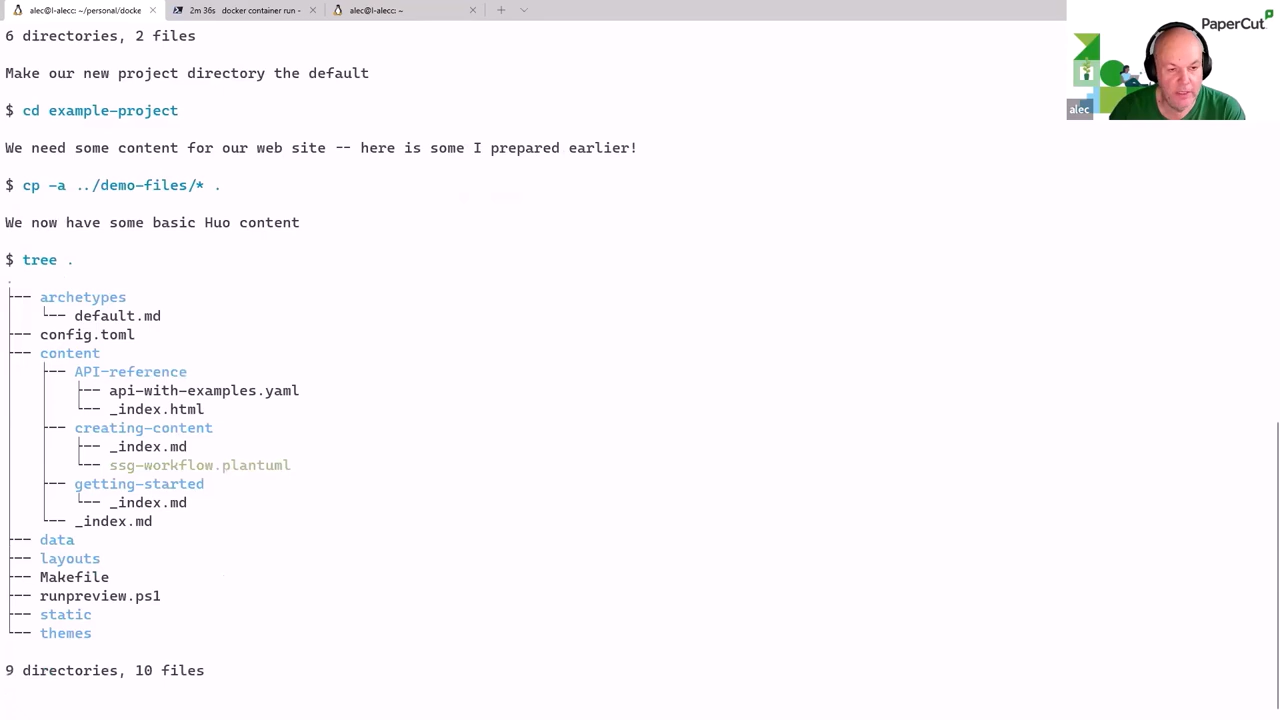 alec@l-alecc: ~/personal/docke
2m 36s docker container run -
alec@l-alecc: ~
PaperCut
alec
6 directories, 2 files
Make our new project directory the default
$ cd example-project
We need some content for our web site -- here is some I prepared earlier!
$ cp -a ../demo-files/* .
We now have some basic Huo content
$ tree .
.
├── archetypes
│   └── default.md
├── config.toml
├── content
│   ├── API-reference
│   │   ├── api-with-examples.yaml
│   │   └── _index.html
│   ├── creating-content
│   │   ├── _index.md
│   │   └── ssg-workflow.plantuml
│   ├── getting-started
│   │   └── _index.md
│   └── _index.md
├── data
├── layouts
├── Makefile
├── runpreview.ps1
├── static
└── themes
9 directories, 10 files